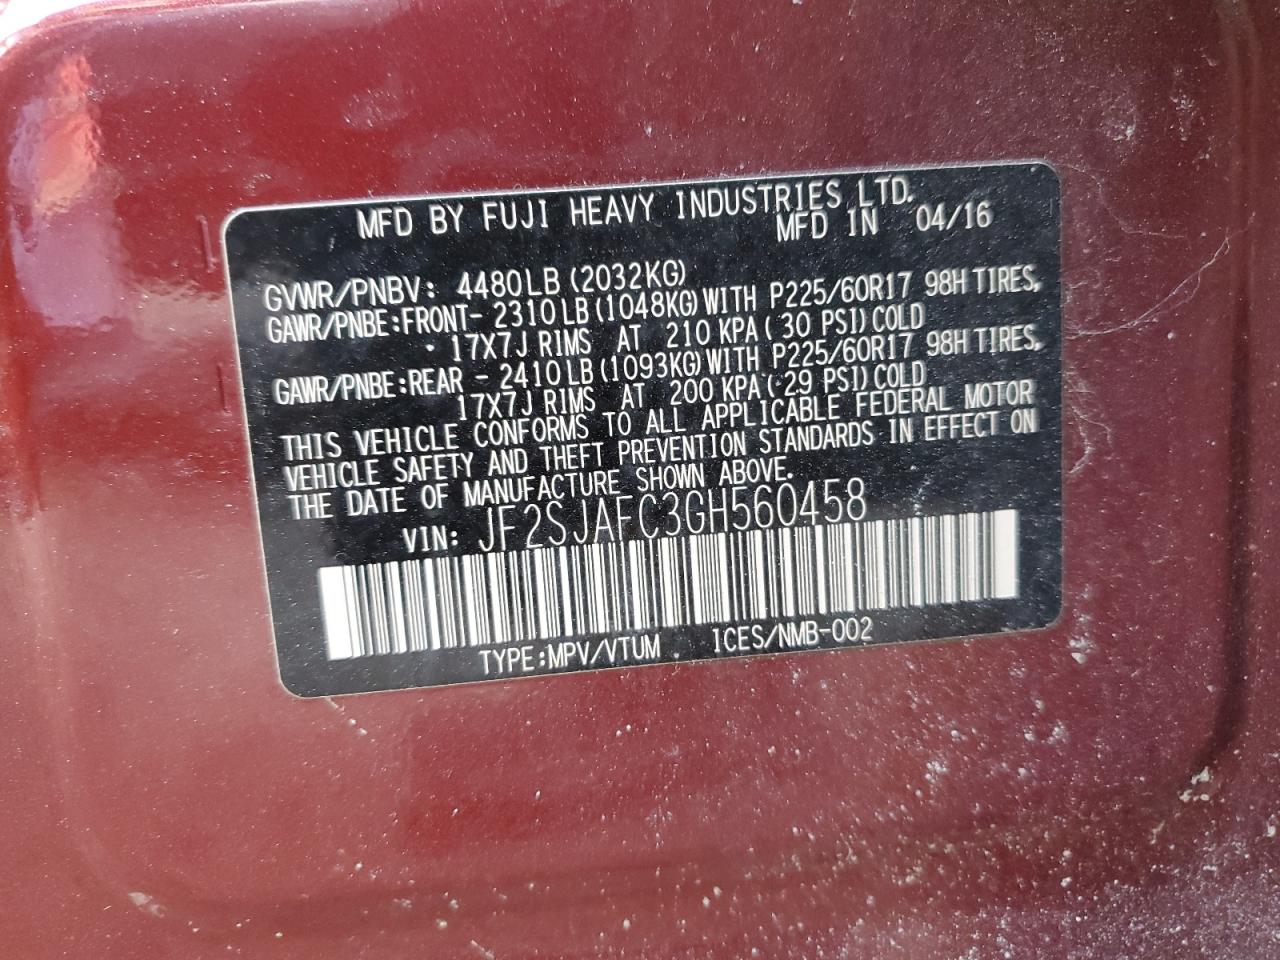 MFD BY FUJI HEAVY INDUSTRIES LTD.
MFD IN 04/16
GVWR/PNBV: 4480LB (2032KG)
GAWR/PNBE:FRONT- 2310LB (1048KG) WITH P225/60R17 98H TIRES,
17X7J RIMS AT 210 KPA ( 30 PSI) COLD
GAWR/PNBE:REAR - 2410LB (1093KG) WITH P225/60R17 98H TIRES,
17X7J RIMS AT 200 KPA ( 29 PSI) COLD
THIS VEHICLE CONFORMS TO ALL APPLICABLE FEDERAL MOTOR
VEHICLE SAFETY AND THEFT PREVENTION STANDARDS IN EFFECT ON
THE DATE OF MANUFACTURE SHOWN ABOVE.
VIN: JF2SJAFC3GH560458
TYPE:MPV/VTUM ICES/NMB-002